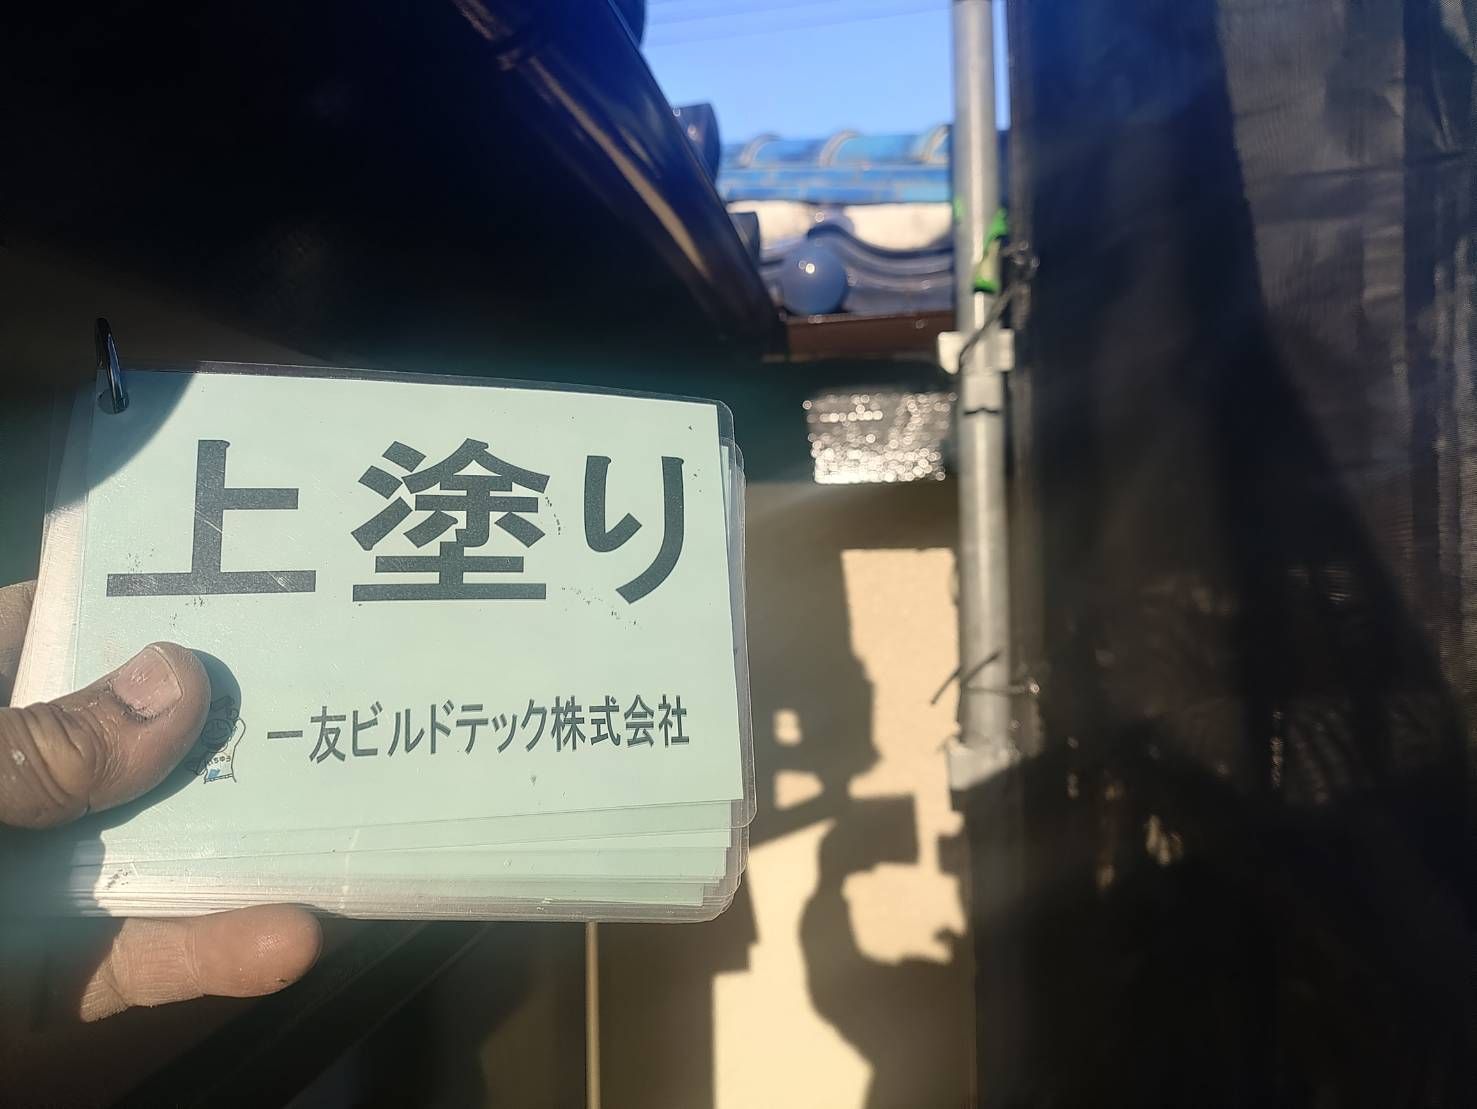 上塗り
一友ビルドテック株式会社